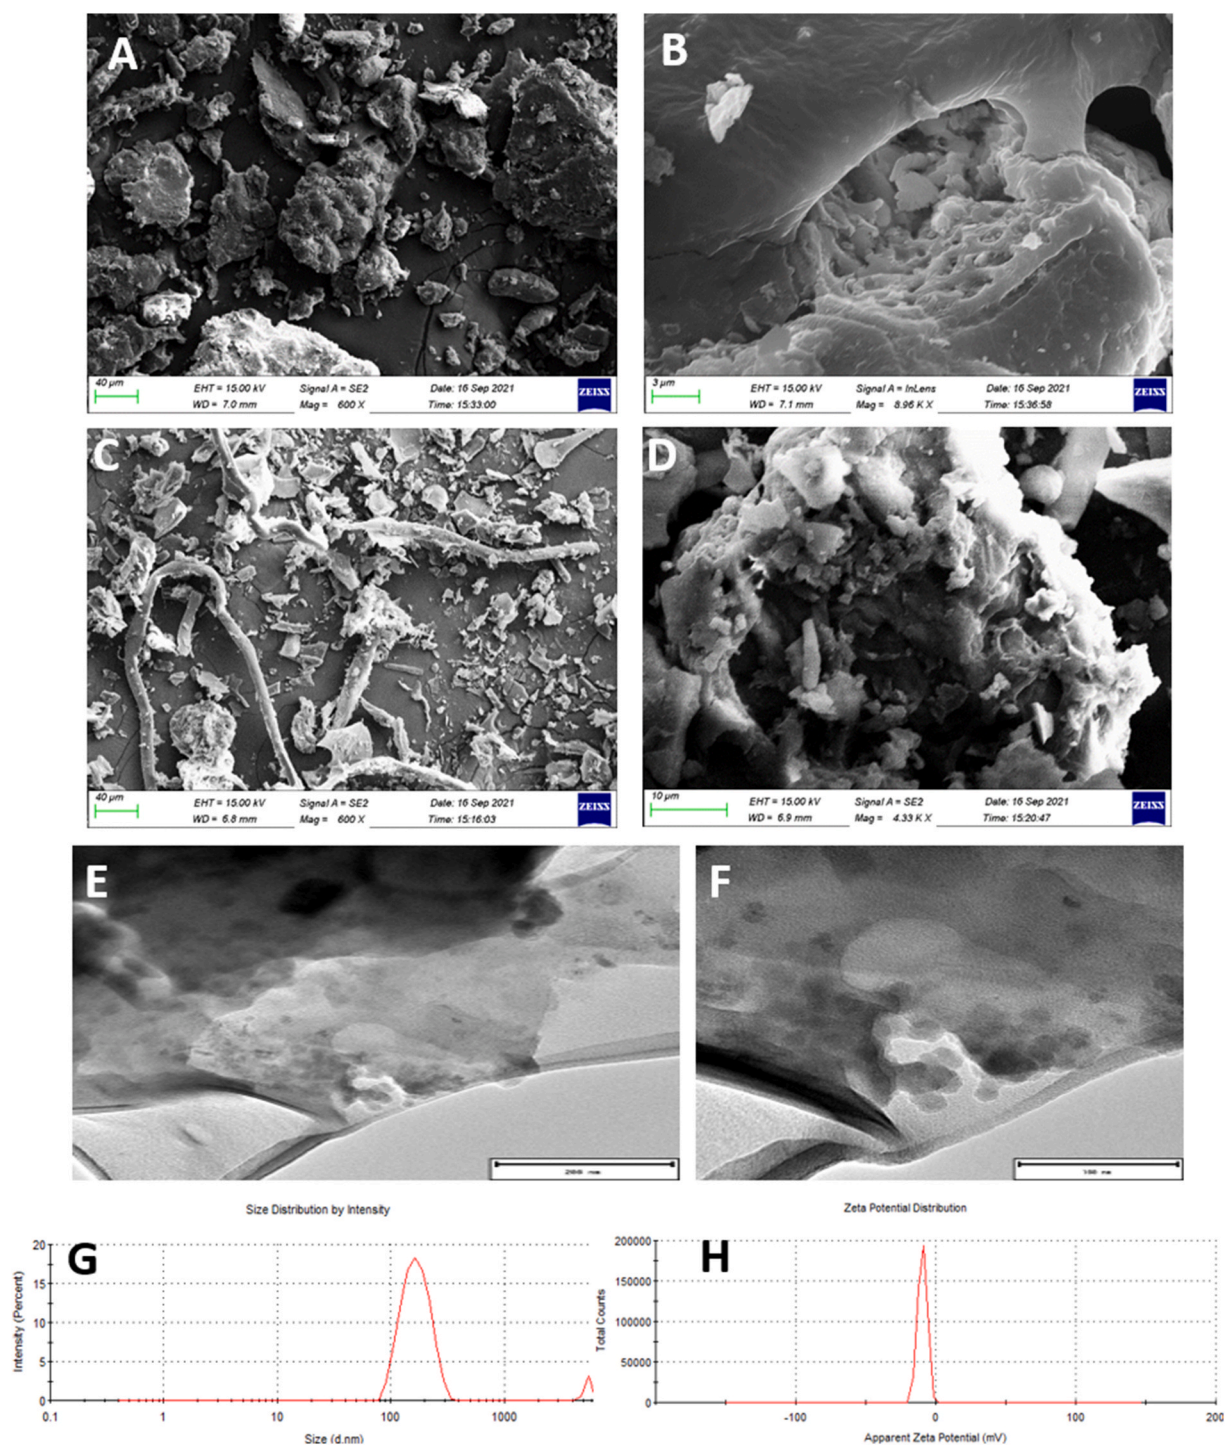 A
40 µm
EHT = 15.00 kV
Signal A = SE2
Date: 16 Sep 2021
WD = 7.0 mm
Mag = 600 X
Time: 15:33:00
ZEISS
B
3 µm
EHT = 15.00 kV
Signal A = InLens
Date: 16 Sep 2021
WD = 7.1 mm
Mag = 8.96 K X
Time: 15:36:58
ZEISS
C
40 µm
EHT = 15.00 kV
Signal A = SE2
Date: 16 Sep 2021
WD = 6.8 mm
Mag = 600 X
Time: 15:16:03
ZEISS
D
10 µm
EHT = 15.00 kV
Signal A = SE2
Date: 16 Sep 2021
WD = 6.9 mm
Mag = 4.33 K X
Time: 15:20:47
ZEISS
E
F
Size Distribution by Intensity
G
Intensity (Percent)
20
15
10
5
0
0.1
1
10
100
1000
Size (d.nm)
Zeta Potential Distribution
H
Total Counts
200000
150000
100000
50000
0
-100
0
100
200
Apparent Zeta Potential (mV)